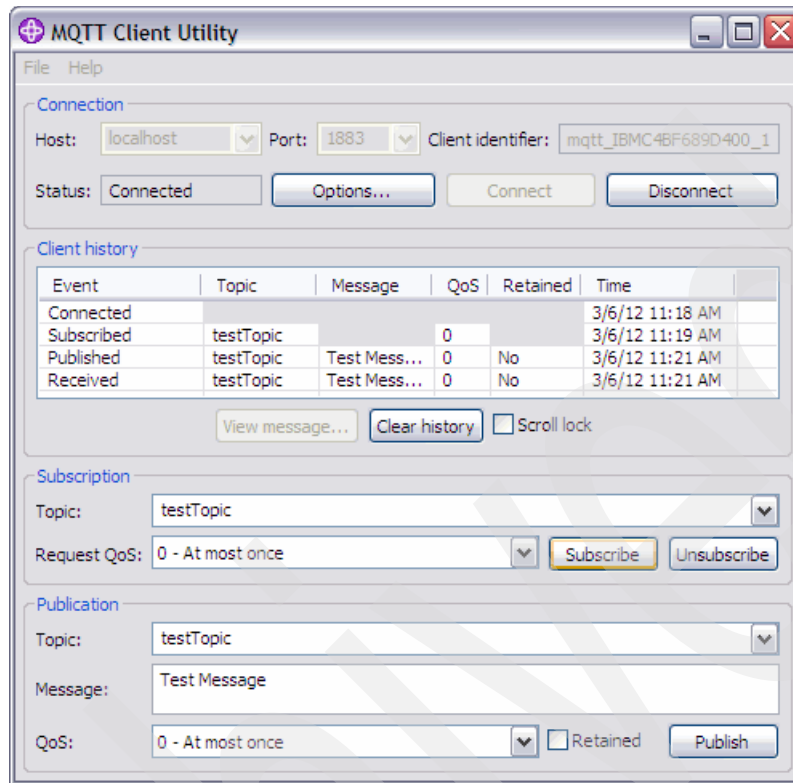 MQTT Client Utility
File Help
Connection
Host: localhost Port: 1883 Client identifier: mqtt_IBMC4BF689D400_1
Status: Connected Options... Connect Disconnect
Client history
Event Topic Message QoS Retained Time
Connected 3/6/12 11:18 AM
Subscribed testTopic 0 3/6/12 11:19 AM
Published testTopic Test Mess... 0 No 3/6/12 11:21 AM
Received testTopic Test Mess... 0 No 3/6/12 11:21 AM
View message... Clear history Scroll lock
Subscription
Topic: testTopic
Request QoS: 0 - At most once Subscribe Unsubscribe
Publication
Topic: testTopic
Message: Test Message
QoS: 0 - At most once Retained Publish